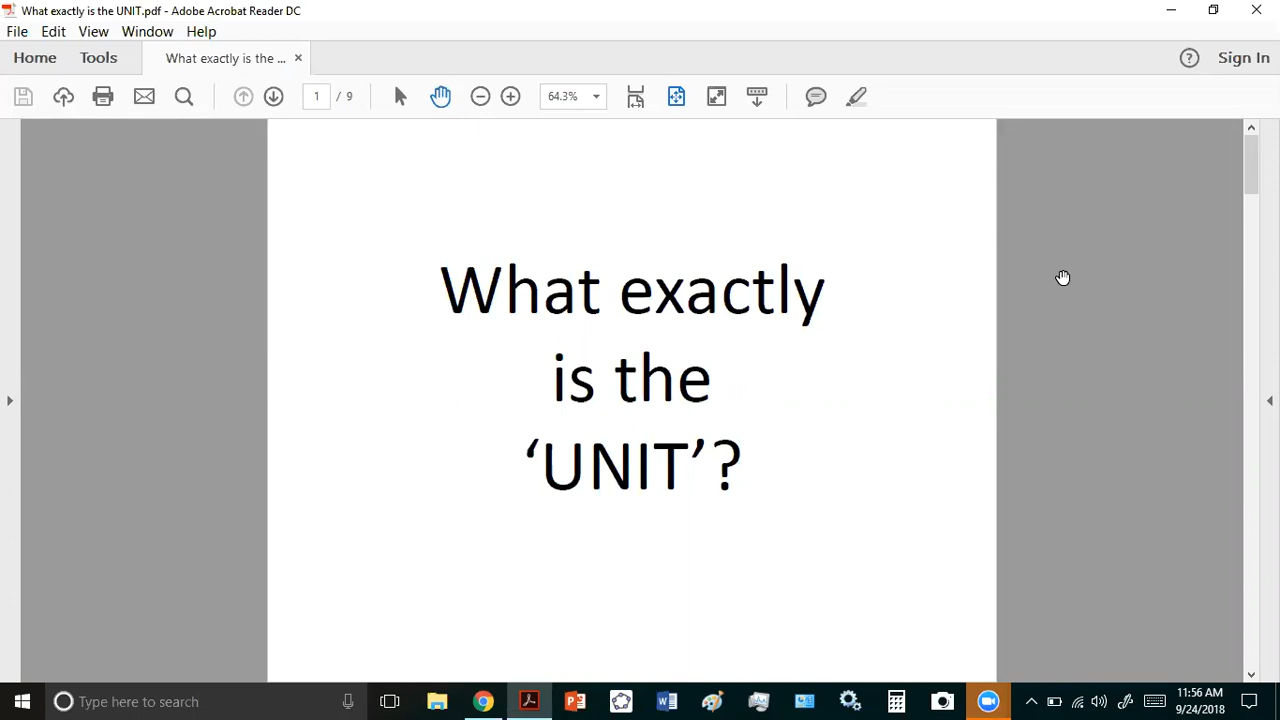 What exactly is the UNIT.pdf - Adobe Acrobat Reader DC
File Edit View Window Help
Home Tools What exactly is the ... × Sign In
1 / 9 64.3%
What exactly
is the
‘UNIT’?
Type here to search
11:56 AM
9/24/2018